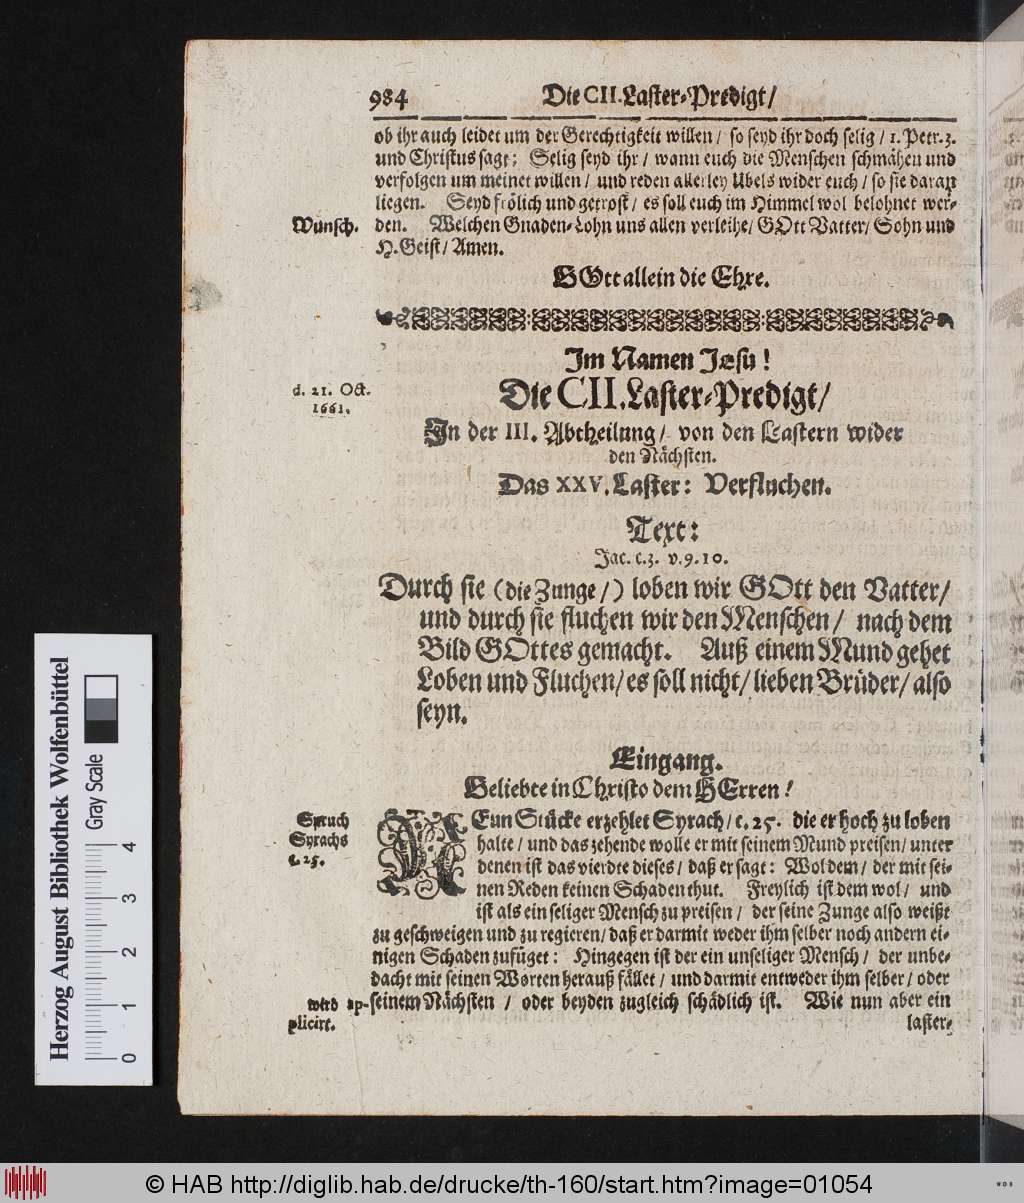 984 Die CII. Laster-Predigt/
ob ihr auch leidet um der Gerechtigkeit willen/ so seyd ihr doch selig/ 1. Petr. 3.
und Christus sagt: Selig seyd ihr/ wann euch die Menschen schmähen und
verfolgen um meinet willen/ und reden allerley Ubels wider euch/ so sie daran
liegen. Seyd frölich und getrost/ es soll euch im Himmel wol belohnet wer-
Wunsch. den. Welchen Gnaden-Lohn uns allen verleihe/ GOtt Vatter/ Sohn und
H. Geist/ Amen.
GOtt allein die Ehre.
Im Namen JEsu!
d. 21. Oct.
1661.
Die CII. Laster-Predigt/
In der III. Abtheilung/ von den Lastern wider
den Nächsten.
Das XXV. Laster: Verfluchen.
Text:
Jac. c. 3. v. 9. 10.
Durch sie (die Zunge/) loben wir GOtt den Vatter/
und durch sie fluchen wir den Menschen/ nach dem
Bild GOttes gemacht. Auß einem Mund gehet
Loben und Fluchen/ es soll nicht/ lieben Brüder/ also
seyn.
Eingang.
Geliebte in Christo dem HErren!
Spruch
Syrachs
c. 25.
NEun Stücke erzehlet Syrach/ c. 25. die er hoch zu loben
halte/ und das zehende wolle er mit seinem Mund preisen/ unter
denen ist das vierdte dieses/ daß er sagt: Wol dem/ der mit sei-
nen Reden keinen Schaden thut. Freylich ist dem wol/ und
ist als ein seliger Mensch zu preisen/ der seine Zunge also weißt
zu geschweigen und zu regieren/ daß er darmit weder ihm selber noch andern ei-
nigen Schaden zufüget: Hingegen ist der ein unseliger Mensch/ der unbe-
dacht mit seinen Worten herauß fället/ und darmit entweder ihm selber/ oder
wird ap-
plicirt.
seinem Nächsten/ oder beyden zugleich schädlich ist. Wie nun aber ein
laster-
Herzog August Bibliothek Wolfenbüttel
Gray Scale
0 1 2 3 4
© HAB http://diglib.hab.de/drucke/th-160/start.htm?image=01054